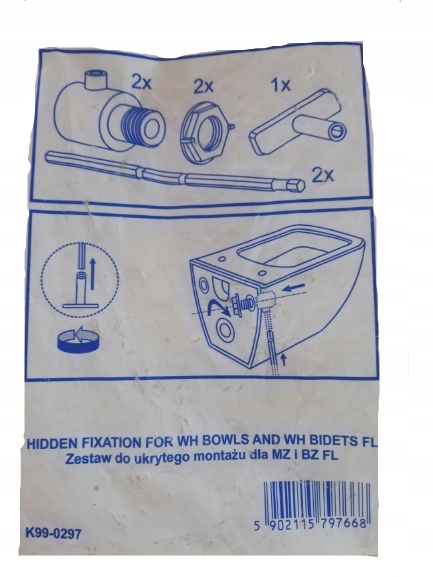 2x
2x
1x
2x
HIDDEN FIXATION FOR WH BOWLS AND WH BIDETS FL
Zestaw do ukrytego montażu dla MZ i BZ FL
5 902115 797668
K99-0297